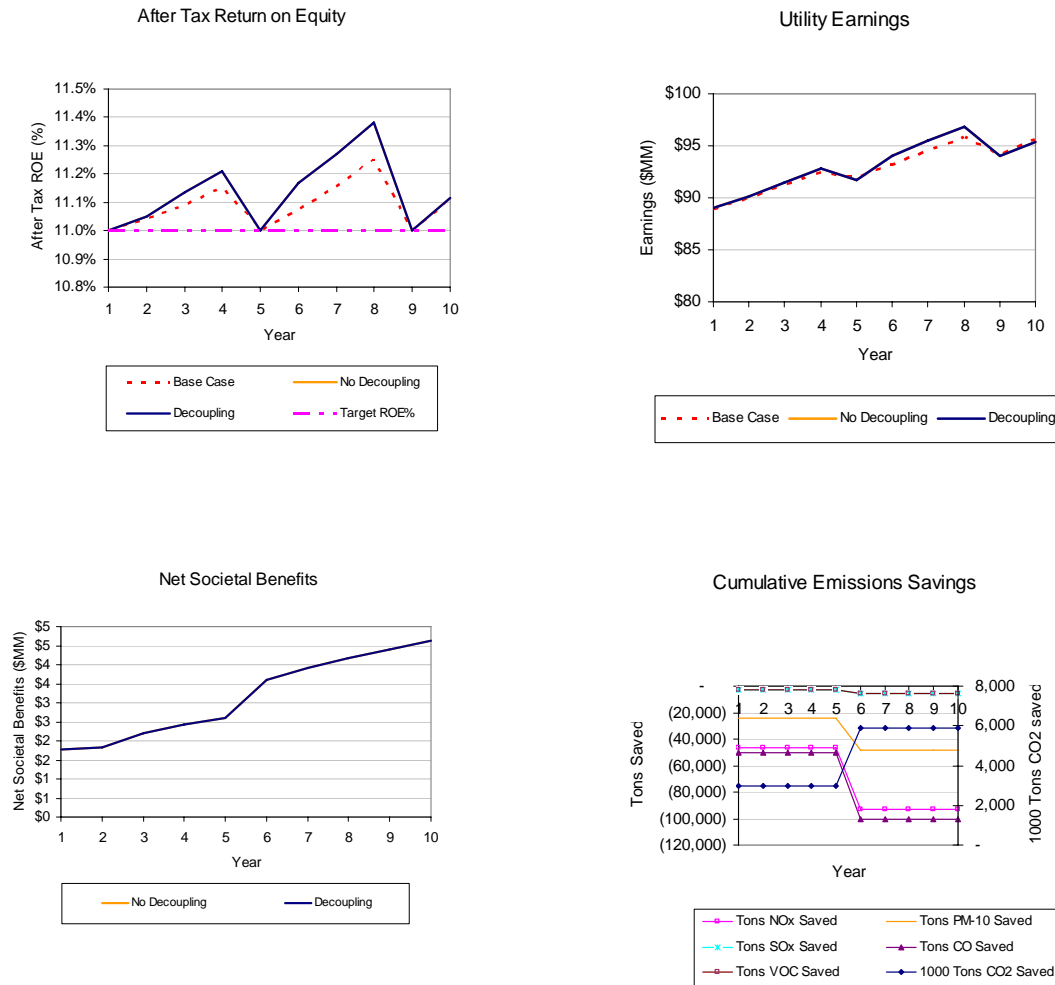 After Tax Return on Equity
11.5%
11.4%
11.3%
11.2%
11.1%
11.0%
10.9%
10.8%
After Tax ROE (%)
1 2 3 4 5 6 7 8 9 10
Year
Base Case No Decoupling
Decoupling Target ROE%
Utility Earnings
$100
$95
$90
$85
$80
Earnings ($MM)
1 2 3 4 5 6 7 8 9 10
Year
Base Case No Decoupling Decoupling
Net Societal Benefits
$5
$5
$4
$4
$3
$3
$2
$2
$1
$1
$0
Net Societal Benefits ($MM)
1 2 3 4 5 6 7 8 9 10
Year
No Decoupling Decoupling
Cumulative Emissions Savings
-
(20,000)
(40,000)
(60,000)
(80,000)
(100,000)
(120,000)
Tons Saved
1 2 3 4 5 6 7 8 9 10
8,000
6,000
4,000
2,000
-
1000 Tons CO2 saved
Year
Tons NOx Saved Tons PM-10 Saved
Tons SOx Saved Tons CO Saved
Tons VOC Saved 1000 Tons CO2 Saved